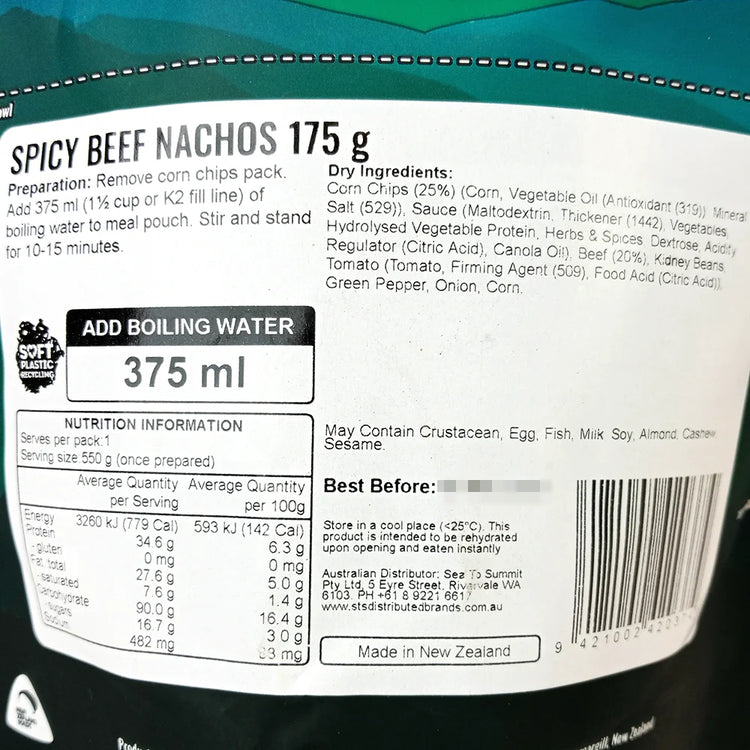 owl
SPICY BEEF NACHOS 175 g
Preparation: Remove corn chips pack.
Add 375 ml (1½ cup or K2 fill line) of
boiling water to meal pouch. Stir and stand
for 10-15 minutes.
Dry Ingredients:
Corn Chips (25%) (Corn, Vegetable Oil (Antioxidant (319)) Mineral
Salt (529)), Sauce (Maltodextrin, Thickener (1442), Vegetables,
Hydrolysed Vegetable Protein, Herbs & Spices, Dextrose, Acidity
Regulator (Citric Acid), Canola Oil), Beef (20%), Kidney Beans,
Tomato (Tomato, Firming Agent (509), Food Acid (Citric Acid)),
Green Pepper, Onion, Corn.
SOFT
PLASTIC
RECYCLING
ADD BOILING WATER
375 ml
NUTRITION INFORMATION
Serves per pack:1
Serving size 550 g (once prepared)
Average Quantity Average Quantity
per Serving per 100g
Energy 3260 kJ (779 Cal) 593 kJ (142 Cal)
Protein 34.6 g 6.3 g
- gluten 0 mg 0 mg
Fat, total 27.6 g 5.0 g
- saturated 7.6 g 1.4 g
Carbohydrate 90.0 g 16.4 g
- sugars 16.7 g 3.0 g
Sodium 482 mg mg
May Contain Crustacean, Egg, Fish, Milk, Soy, Almond, Cashew,
Sesame.
Best Before:
Store in a cool place (<25°C). This
product is intended to be rehydrated
upon opening and eaten instantly
Australian Distributor: Sea To Summit
Pty Ltd, 5 Eyre Street, Rivervale WA
6103. PH +61 8 9221 6617
www.stsdistributedbrands.com.au
Made in New Zealand
9 421002 4203
New Zealand